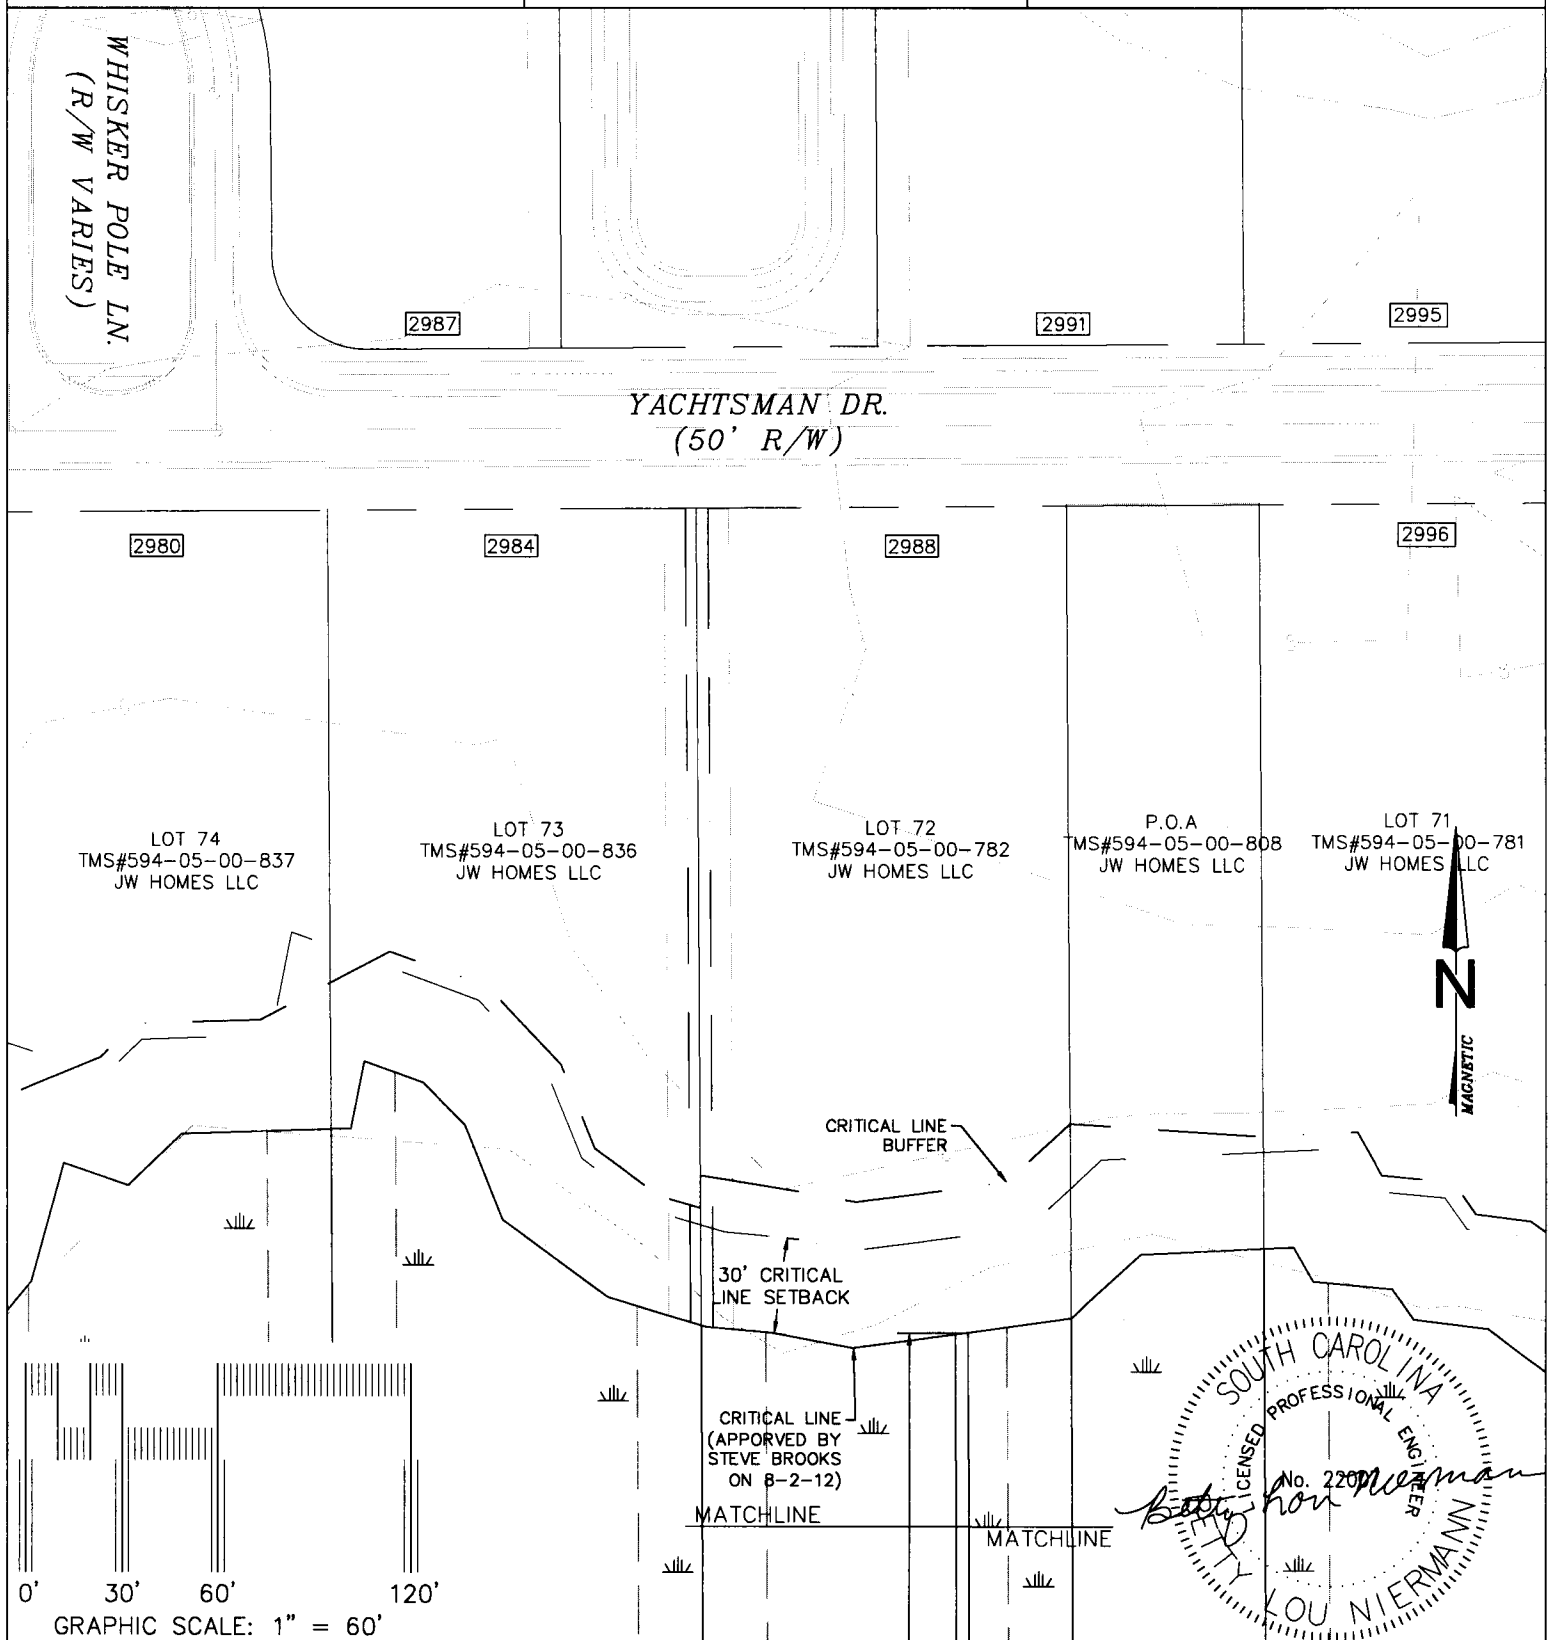 WHISKER POLE LN.
(R/W VARIES)
2987
2991
2995
YACHTSMAN DR.
(50' R/W)
2980
2984
2988
2996
LOT 74
TMS#594-05-00-837
JW HOMES LLC
LOT 73
TMS#594-05-00-836
JW HOMES LLC
LOT 72
TMS#594-05-00-782
JW HOMES LLC
P.O.A
TMS#594-05-00-808
JW HOMES LLC
LOT 71
TMS#594-05-00-781
JW HOMES LLC
N
MAGNETIC
CRITICAL LINE
BUFFER
30' CRITICAL
LINE SETBACK
CRITICAL LINE
(APPORVED BY
STEVE BROOKS
ON 8-2-12)
MATCHLINE
MATCHLINE
SOUTH CAROLINA
LICENSED PROFESSIONAL ENGINEER
No.
LOU NIERMANN
Betty Lou Niermann
0' 30' 60' 120'
GRAPHIC SCALE: 1" = 60'